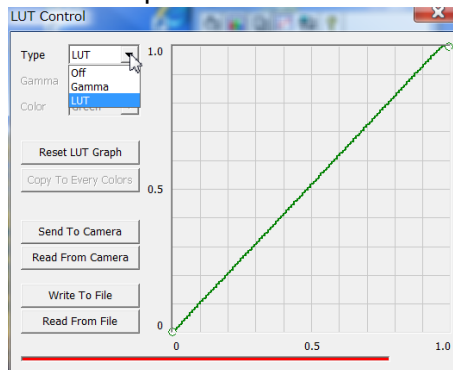 LUT Control
Type
LUT
Off
Gamma
LUT
Gamma
Color
Green
Reset LUT Graph
Copy To Every Colors
Send To Camera
Read From Camera
Write To File
Read From File
1.0
0.5
0
0
0.5
1.0